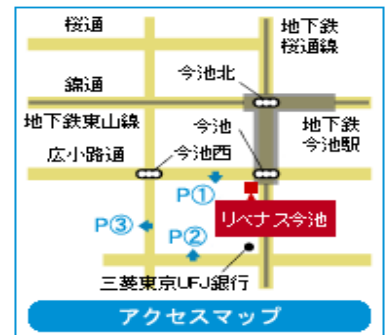 桜通
地下鉄
桜通線
今池北
錦通
地下鉄東山線
今池
地下鉄
今池駅
広小路通
今池西
P①
リベナス今池
P③
P②
三菱東京UFJ銀行
アクセスマップ